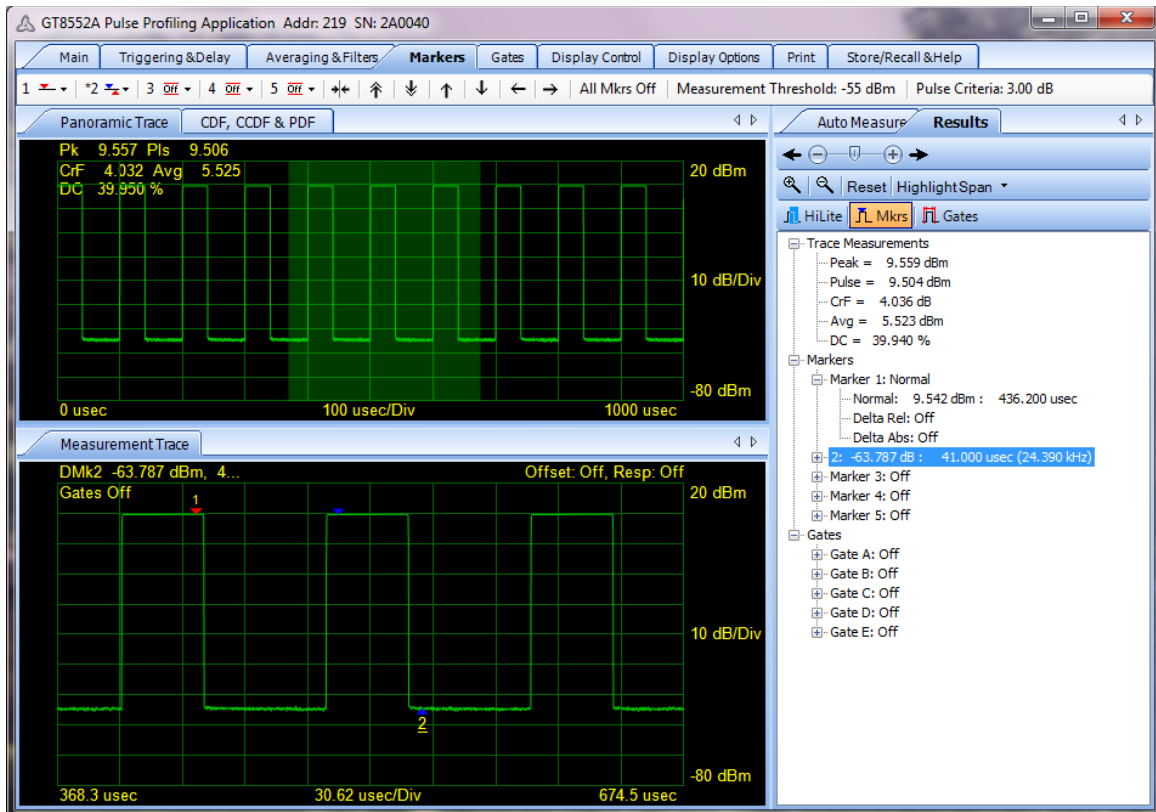 GT8552A Pulse Profiling Application Addr: 219 SN: 2A0040
Main Triggering &Delay Averaging &Filters Markers Gates Display Control Display Options Print Store/Recall &Help
1 *2 3 Off 4 Off 5 Off All Mkrs Off Measurement Threshold: -55 dBm Pulse Criteria: 3.00 dB
Panoramic Trace CDF, CCDF & PDF
Pk 9.557 Pls 9.506
CrF 4.032 Avg 5.525
DC 39.950 %
20 dBm
10 dB/Div
-80 dBm
0 usec 100 usec/Div 1000 usec
Measurement Trace
DMk2 -63.787 dBm, 4... Offset: Off, Resp: Off
Gates Off
1
20 dBm
10 dB/Div
2
-80 dBm
368.3 usec 30.62 usec/Div 674.5 usec
Auto Measure Results
Reset HighlightSpan
HiLite Mkrs Gates
Trace Measurements
Peak = 9.559 dBm
Pulse = 9.504 dBm
CrF = 4.036 dB
Avg = 5.523 dBm
DC = 39.940 %
Markers
Marker 1: Normal
Normal: 9.542 dBm : 436.200 usec
Delta Rel: Off
Delta Abs: Off
2: -63.787 dB : 41.000 usec (24.390 kHz)
Marker 3: Off
Marker 4: Off
Marker 5: Off
Gates
Gate A: Off
Gate B: Off
Gate C: Off
Gate D: Off
Gate E: Off